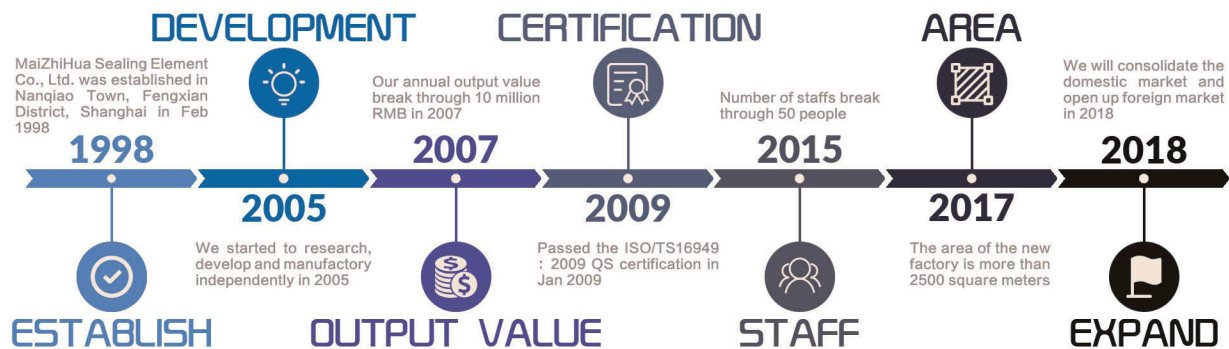 DEVELOPMENT
CERTIFICATION
AREA
MaiZhiHua Sealing Element
Co., Ltd. was established in
Nanqiao Town, Fengxian
District, Shanghai in Feb
1998
Our annual output value
break through 10 million
RMB in 2007
Number of staffs break
through 50 people
We will consolidate the
domestic market and
open up foreign market
in 2018
1998
2007
2015
2018
2005
2009
2017
We started to research,
develop and manufactory
independently in 2005
Passed the ISO/TS16949
: 2009 QS certification in
Jan 2009
The area of the new
factory is more than
2500 square meters
ESTABLISH
OUTPUT VALUE
STAFF
EXPAND